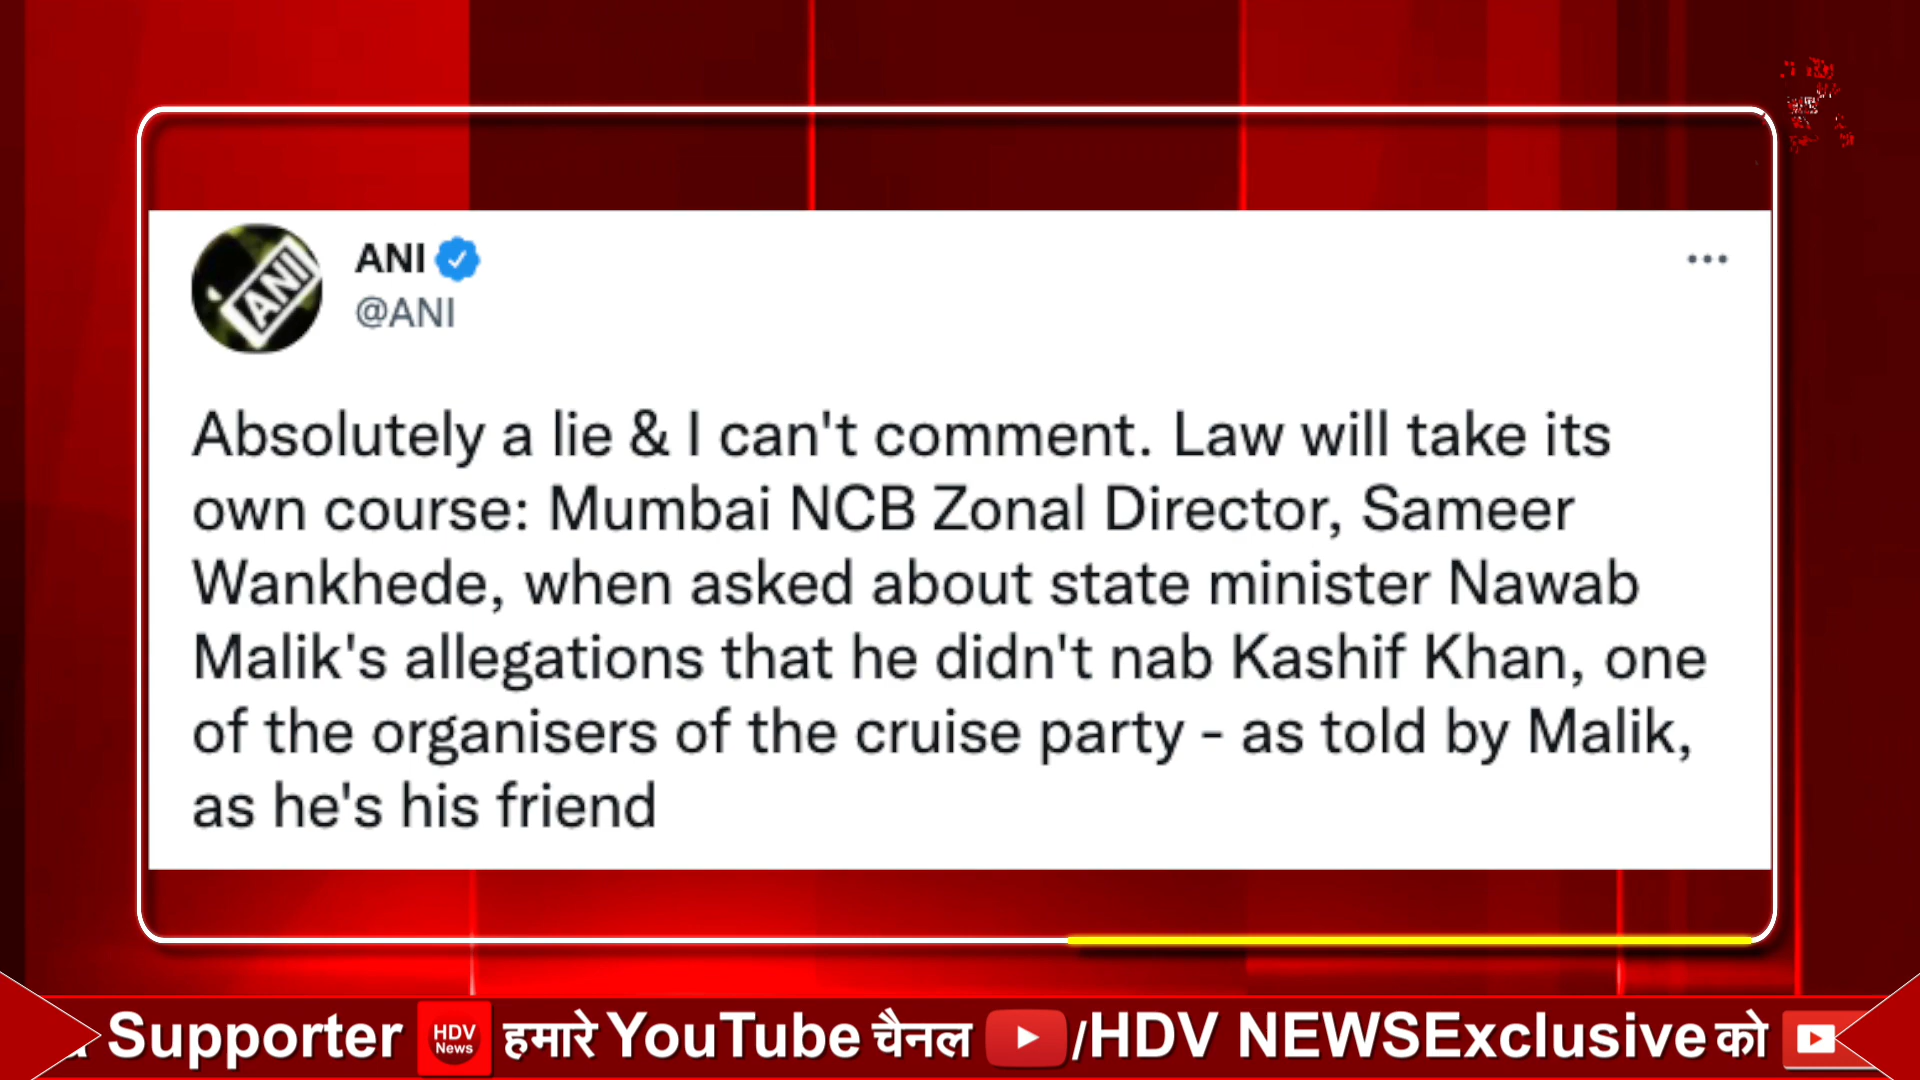 ANI
ANI
@ANI
Absolutely a lie & I can't comment. Law will take its
own course: Mumbai NCB Zonal Director, Sameer
Wankhede, when asked about state minister Nawab
Malik's allegations that he didn't nab Kashif Khan, one
of the organisers of the cruise party - as told by Malik,
as he's his friend
Supporter HDV News हमारे YouTube चैनल /HDV NEWSExclusive को